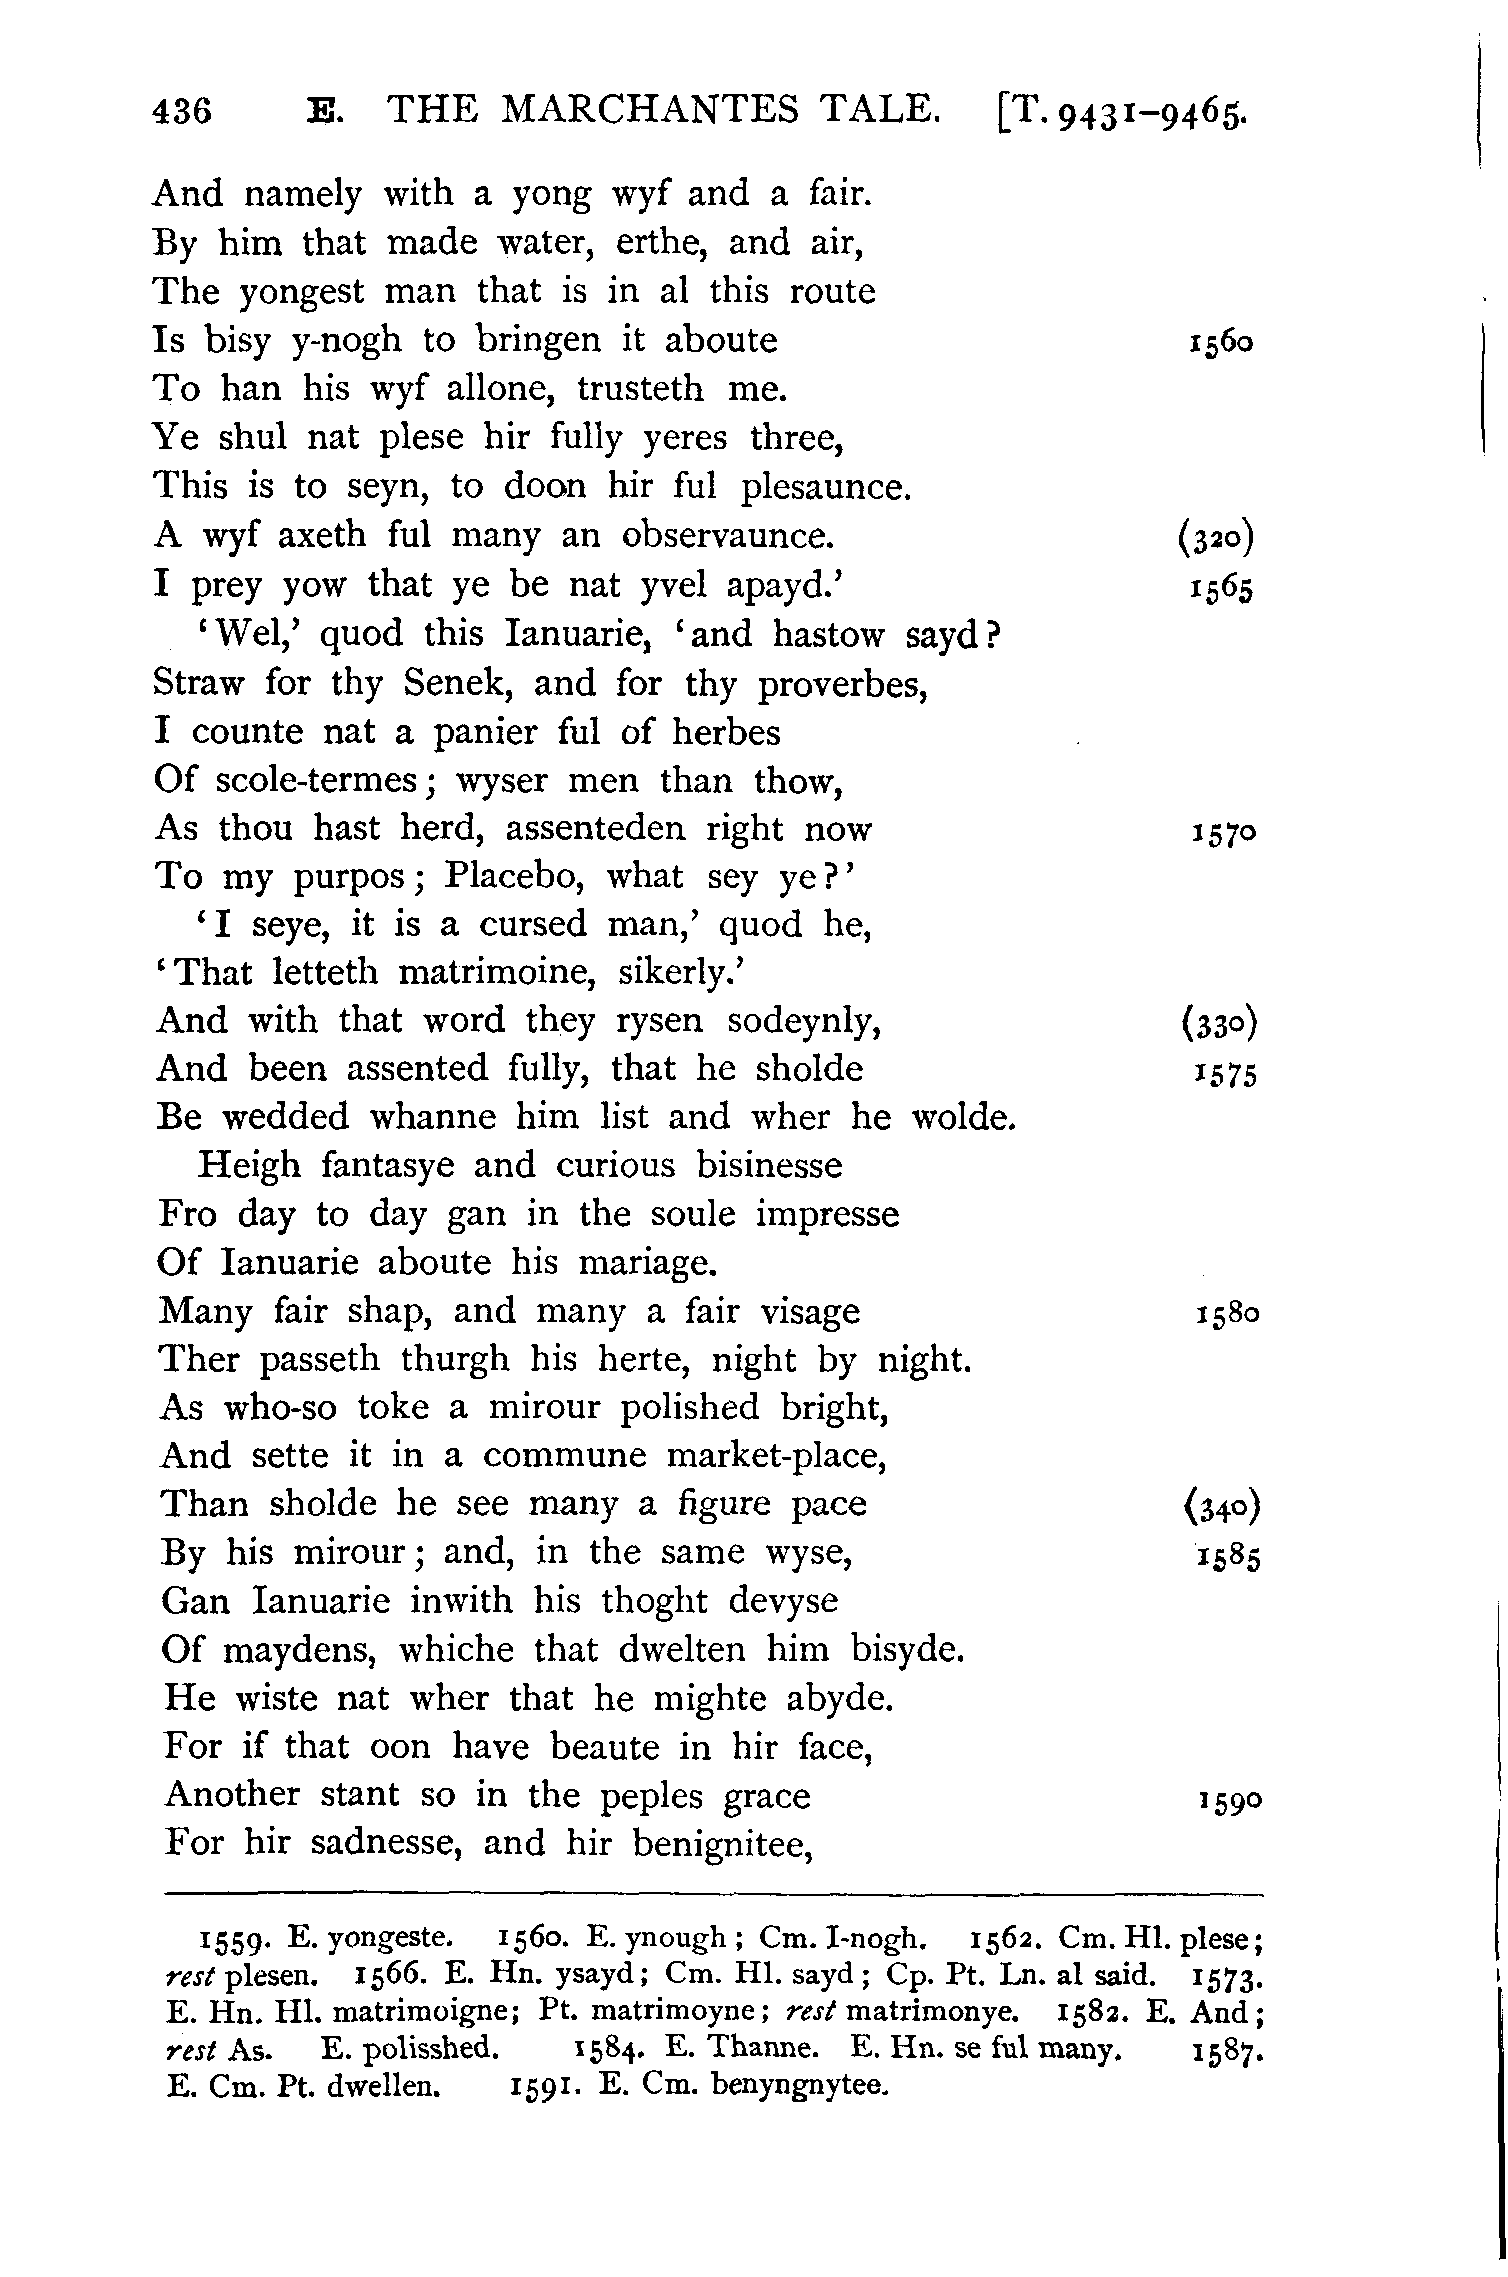 436 E. THE MARCHANTES TALE. [T. 9431–9465.
And namely with a yong wyf and a fair.
By him that made water, erthe, and air,
The yongest man that is in al this route
Is bisy y-nogh to bringen it aboute 1560
To han his wyf allone, trusteth me.
Ye shul nat plese hir fully yeres three,
This is to seyn, to doon hir ful plesaunce.
A wyf axeth ful many an observaunce. (320)
I prey yow that ye be nat yvel apayd.’ 1565
‘Wel,’ quod this Ianuarie, ‘and hastow sayd?
Straw for thy Senek, and for thy proverbes,
I counte nat a panier ful of herbes
Of scole-termes; wyser men than thow,
As thou hast herd, assenteden right now 1570
To my purpos; Placebo, what sey ye?’
‘I seye, it is a cursed man,’ quod he,
‘That letteth matrimoine, sikerly.’
And with that word they rysen sodeynly, (330)
And been assented fully, that he sholde 1575
Be wedded whanne him list and wher he wolde.
Heigh fantasye and curious bisinesse
Fro day to day gan in the soule impresse
Of Ianuarie aboute his mariage.
Many fair shap, and many a fair visage 1580
Ther passeth thurgh his herte, night by night.
As who-so toke a mirour polished bright,
And sette it in a commune market-place,
Than sholde he see many a figure pace (340)
By his mirour; and, in the same wyse, 1585
Gan Ianuarie inwith his thoght devyse
Of maydens, whiche that dwelten him bisyde.
He wiste nat wher that he mighte abyde.
For if that oon have beaute in hir face,
Another stant so in the peples grace 1590
For hir sadnesse, and hir benignitee,
1559. E. yongeste. 1560. E. ynough; Cm. I-nogh. 1562. Cm. Hl. plese;
rest plesen. 1566. E. Hn. ysayd; Cm. Hl. sayd; Cp. Pt. Ln. al said. 1573.
E. Hn. Hl. matrimoigne; Pt. matrimoyne; rest matrimonye. 1582. E. And;
rest As. E. polisshed. 1584. E. Thanne. E. Hn. se ful many. 1587.
E. Cm. Pt. dwellen. 1591. E. Cm. benyngnytee.